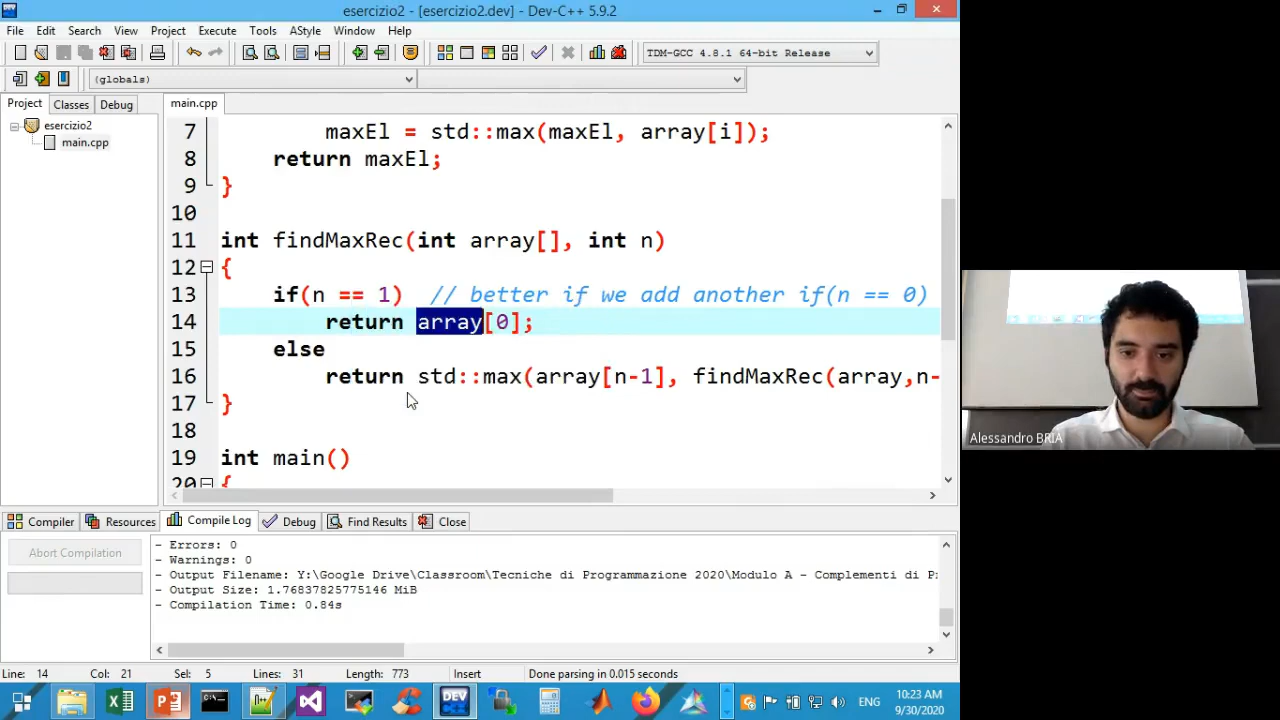 esercizio2 - [esercizio2.dev] - Dev-C++ 5.9.2
File Edit Search View Project Execute Tools AStyle Window Help
TDM-GCC 4.8.1 64-bit Release
(globals)
Project Classes Debug
main.cpp
esercizio2
main.cpp
7 maxEl = std::max(maxEl, array[i]);
8 return maxEl;
9 }
10
11 int findMaxRec(int array[], int n)
12 {
13 if(n == 1) // better if we add another if(n == 0)
14 return array[0];
15 else
16 return std::max(array[n-1], findMaxRec(array,n-
17 }
18
19 int main()
20 {
Alessandro BRIA
Compiler Resources Compile Log Debug Find Results Close
Abort Compilation
- Errors: 0
- Warnings: 0
- Output Filename: Y:\Google Drive\Classroom\Tecniche di Programmazione 2020\Modulo A - Complementi di P
- Output Size: 1.76837825775146 MiB
- Compilation Time: 0.84s
Line: 14 Col: 21 Sel: 5 Lines: 31 Length: 773 Insert Done parsing in 0.015 seconds
DEV
ENG
10:23 AM
9/30/2020